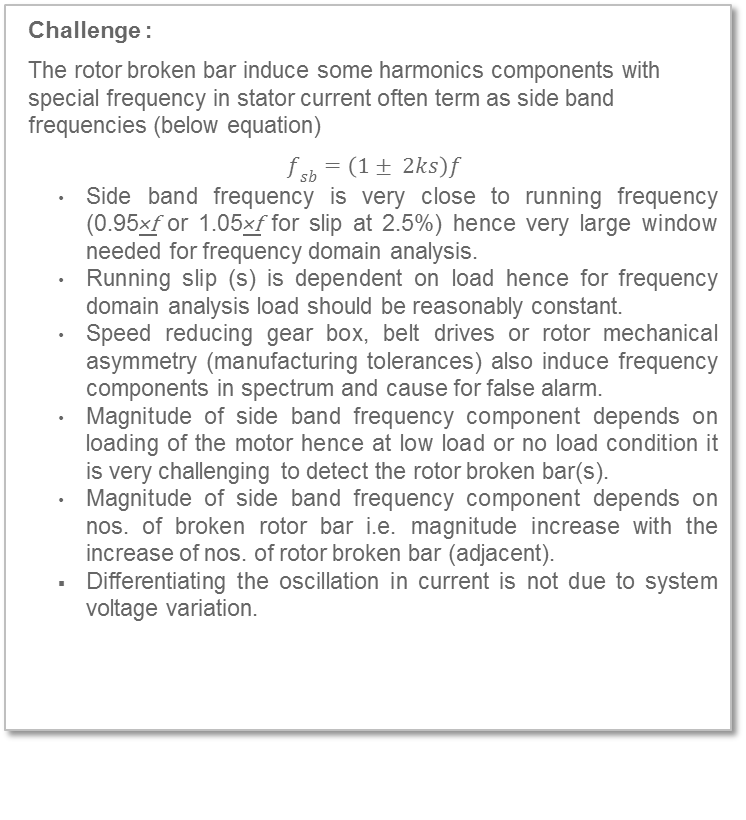 Challenge :
The rotor broken bar induce some harmonics components with
special frequency in stator current often term as side band
frequencies (below equation)
f_sb = (1 ± 2ks)f
• Side band frequency is very close to running frequency
(0.95×f or 1.05×f for slip at 2.5%) hence very large window
needed for frequency domain analysis.
• Running slip (s) is dependent on load hence for frequency
domain analysis load should be reasonably constant.
• Speed reducing gear box, belt drives or rotor mechanical
asymmetry (manufacturing tolerances) also induce frequency
components in spectrum and cause for false alarm.
• Magnitude of side band frequency component depends on
loading of the motor hence at low load or no load condition it
is very challenging to detect the rotor broken bar(s).
• Magnitude of side band frequency component depends on
nos. of broken rotor bar i.e. magnitude increase with the
increase of nos. of rotor broken bar (adjacent).
▪ Differentiating the oscillation in current is not due to system
voltage variation.